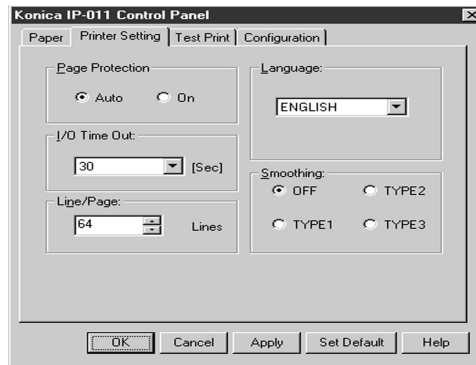 Konica IP-011 Control Panel
Paper Printer Setting Test Print Configuration
Page Protection
Auto On
I/O Time Out:
30 [Sec]
Line/Page:
64 Lines
Language:
ENGLISH
Smoothing:
OFF TYPE2
TYPE1 TYPE3
OK Cancel Apply Set Default Help